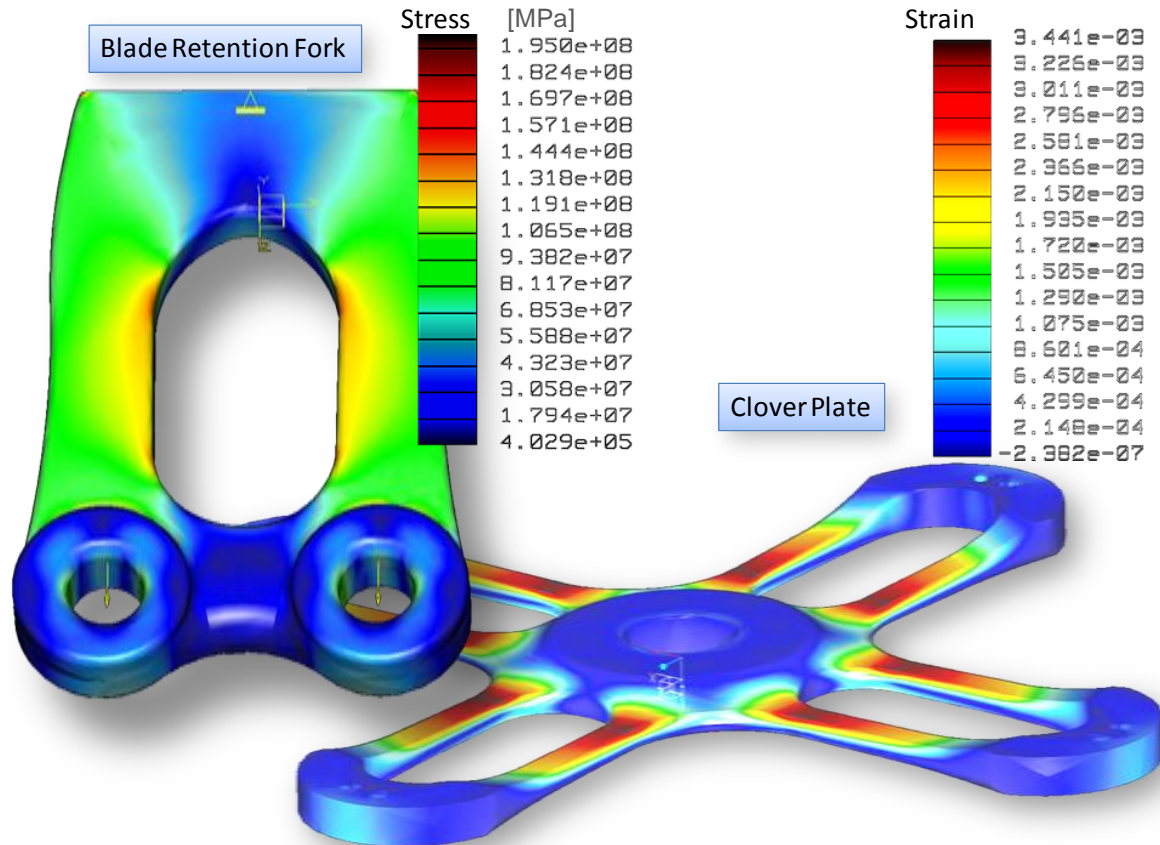 Blade Retention Fork
Stress [MPa]
1.950e+08
1.824e+08
1.697e+08
1.571e+08
1.444e+08
1.318e+08
1.191e+08
1.065e+08
9.382e+07
8.117e+07
6.853e+07
5.588e+07
4.323e+07
3.058e+07
1.794e+07
4.029e+05
Strain
3.441e-03
3.226e-03
3.011e-03
2.796e-03
2.581e-03
2.366e-03
2.150e-03
1.935e-03
1.720e-03
1.505e-03
1.290e-03
1.075e-03
8.601e-04
6.450e-04
4.299e-04
2.148e-04
-2.382e-07
Clover Plate